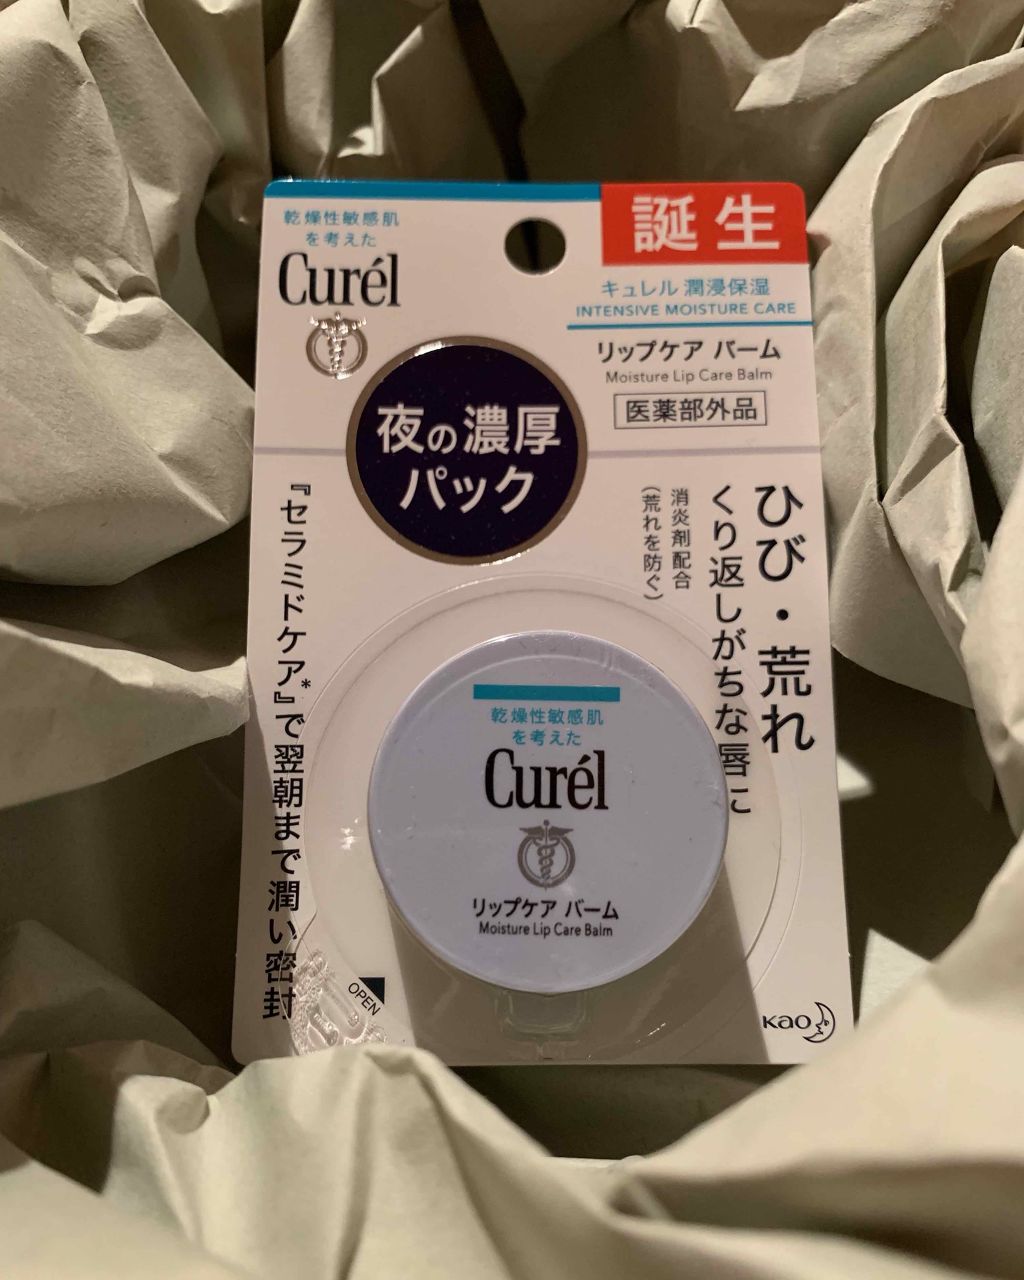 乾燥性敏感肌
を考えた
Curél
誕生
キュレル 潤浸保湿
INTENSIVE MOISTURE CARE
リップケア バーム
Moisture Lip Care Balm
医薬部外品
夜の濃厚
パック
ひび・荒れ
くり返しがちな唇に
消炎剤配合
(荒れを防ぐ)
『セラミドケア*』で翌朝まで潤い密封
乾燥性敏感肌
を考えた
Curél
リップケア バーム
Moisture Lip Care Balm
OPEN
Kao